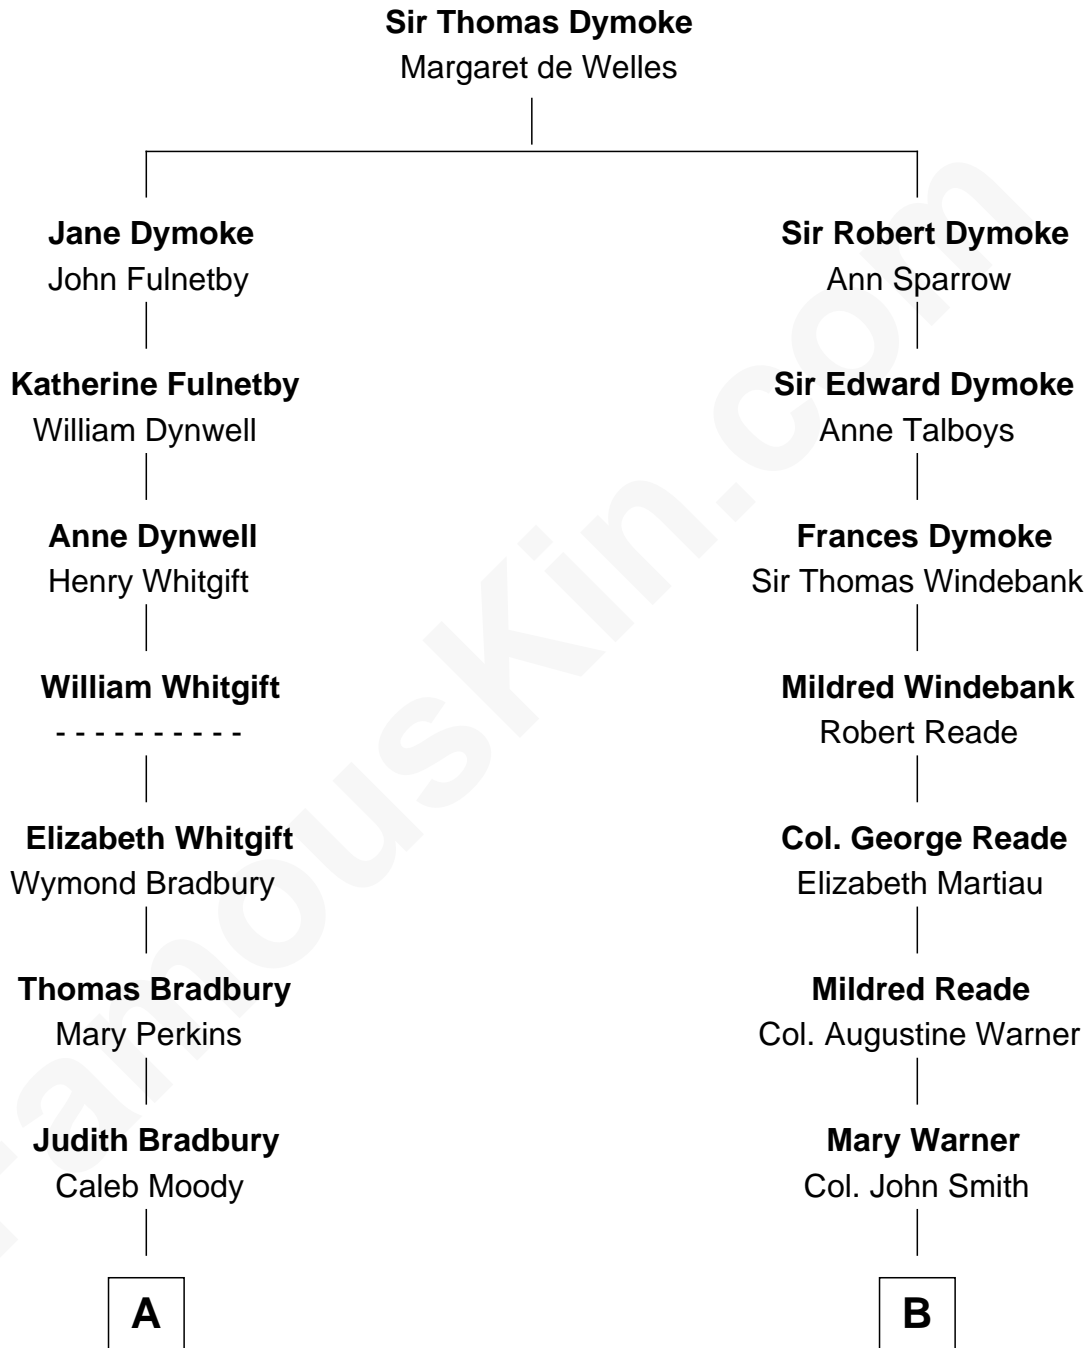 Sir Thomas Dymoke
Margaret de Welles
Jane Dymoke
John Fulnetby
Sir Robert Dymoke
Ann Sparrow
Katherine Fulnetby
William Dynwell
Sir Edward Dymoke
Anne Talboys
Anne Dynwell
Henry Whitgift
Frances Dymoke
Sir Thomas Windebank
William Whitgift
- - - - - - - - - -
Mildred Windebank
Robert Reade
Elizabeth Whitgift
Wymond Bradbury
Col. George Reade
Elizabeth Martiau
Thomas Bradbury
Mary Perkins
Mildred Reade
Col. Augustine Warner
Judith Bradbury
Caleb Moody
Mary Warner
Col. John Smith
A
B
FamousKin.com